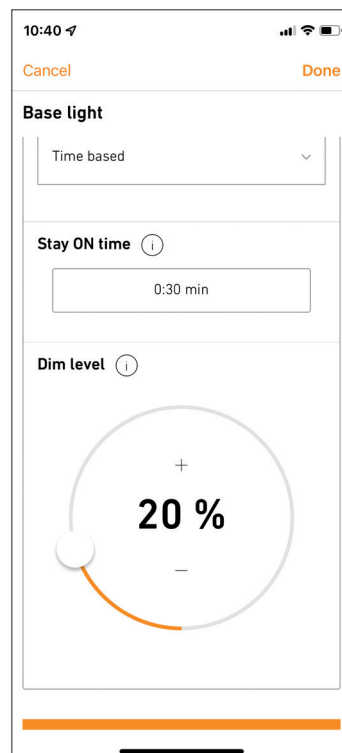 10:40
Cancel Done
Base light
Time based
Stay ON time i
0:30 min
Dim level i
+
20 %
−